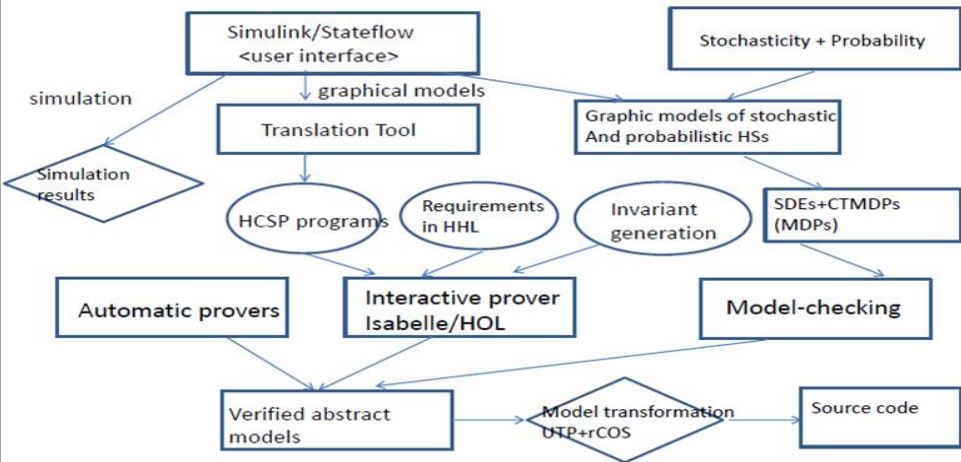 Simulink/Stateflow
<user interface>
Stochasticity + Probability
simulation
graphical models
Translation Tool
Graphic models of stochastic
And probabilistic HSs
Simulation
results
HCSP programs
Requirements
in HHL
Invariant
generation
SDEs+CTMDPs
(MDPs)
Automatic provers
Interactive prover
Isabelle/HOL
Model-checking
Verified abstract
models
Model transformation
UTP+rCOS
Source code